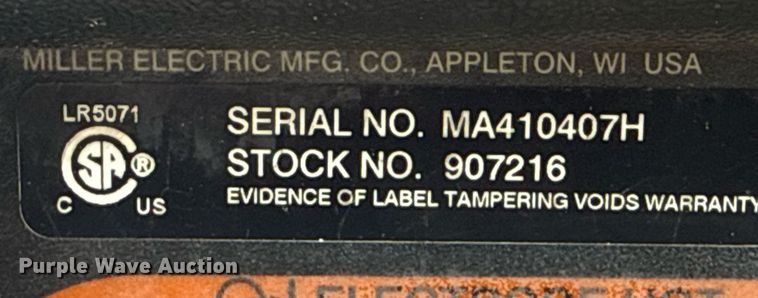 MILLER ELECTRIC MFG. CO., APPLETON, WI USA
LR5071
SA ®
C US
SERIAL NO. MA410407H
STOCK NO. 907216
EVIDENCE OF LABEL TAMPERING VOIDS WARRANTY
Purple Wave Auction